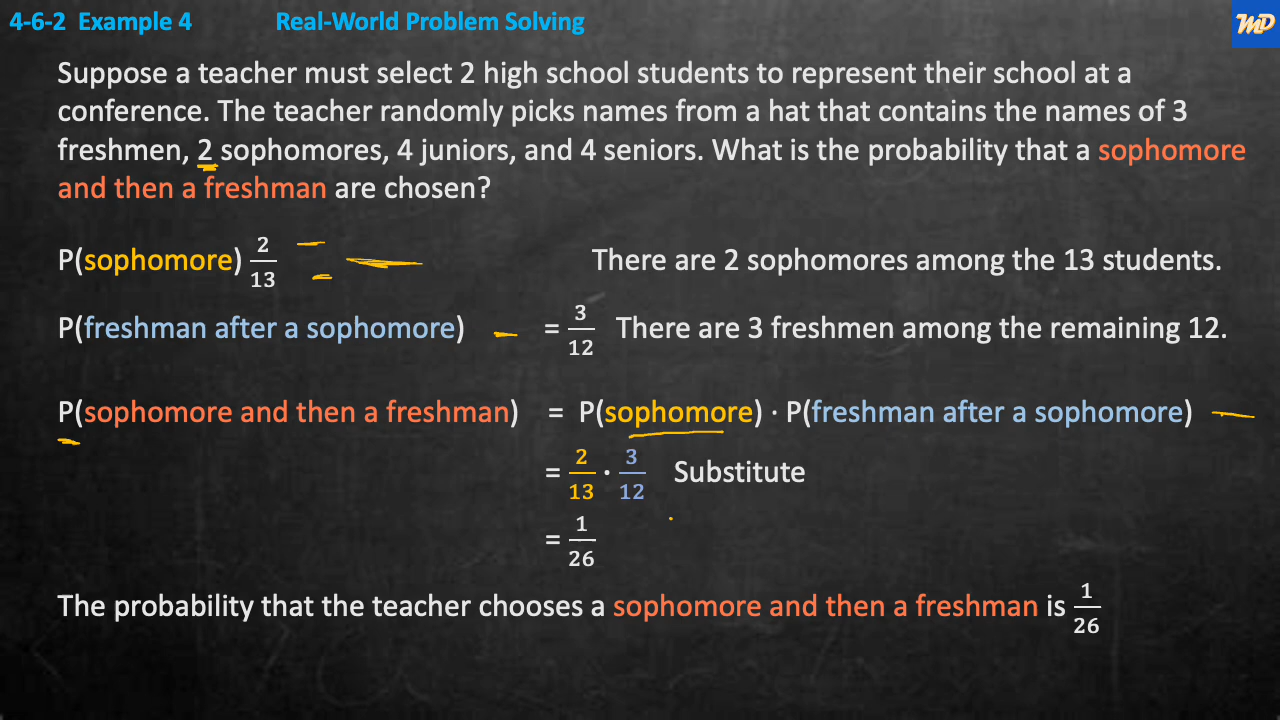 4-6-2 Example 4 Real-World Problem Solving
MD
Suppose a teacher must select 2 high school students to represent their school at a
conference. The teacher randomly picks names from a hat that contains the names of 3
freshmen, 2 sophomores, 4 juniors, and 4 seniors. What is the probability that a sophomore
and then a freshman are chosen?
P(sophomore) 2/13 There are 2 sophomores among the 13 students.
P(freshman after a sophomore) = 3/12 There are 3 freshmen among the remaining 12.
P(sophomore and then a freshman) = P(sophomore) · P(freshman after a sophomore)
= 2/13 · 3/12 Substitute
= 1/26
The probability that the teacher chooses a sophomore and then a freshman is 1/26